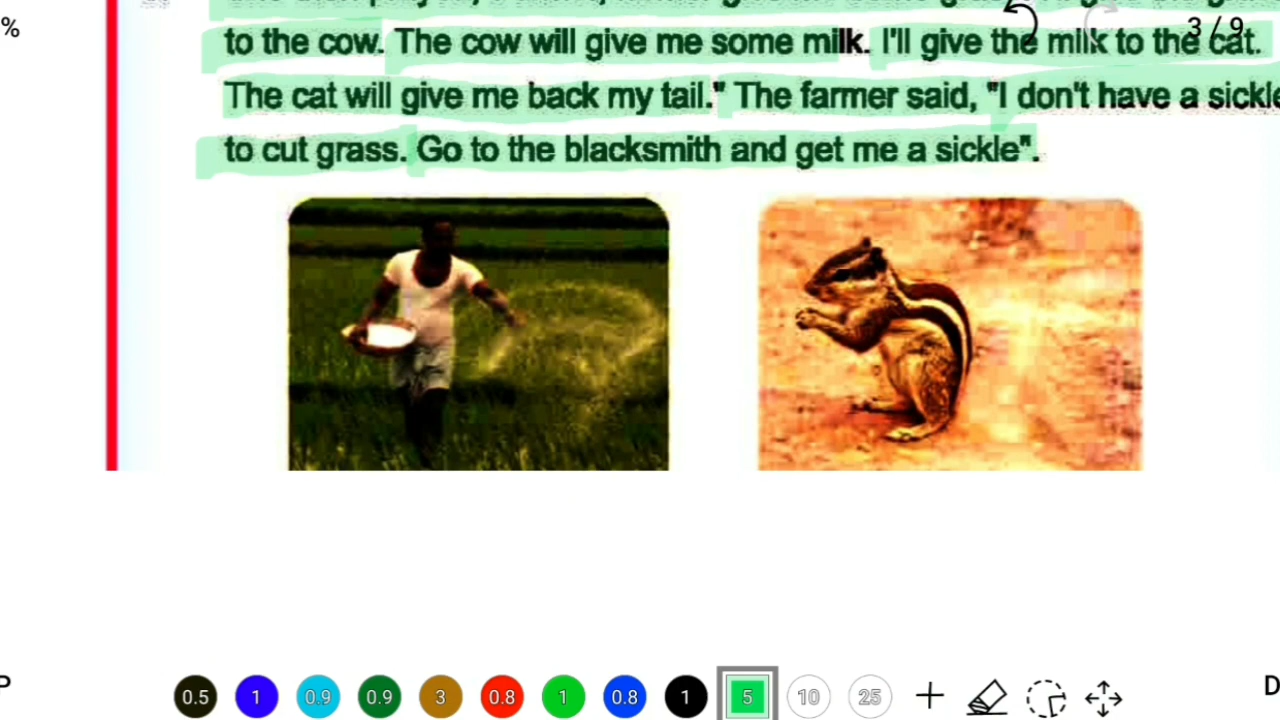 %
3 / 9
to the cow. The cow will give me some milk. I'll give the milk to the cat.
The cat will give me back my tail." The farmer said, "I don't have a sickle
to cut grass. Go to the blacksmith and get me a sickle".
P
D
0.5 1 0.9 0.9 3 0.8 1 0.8 1 5 10 25